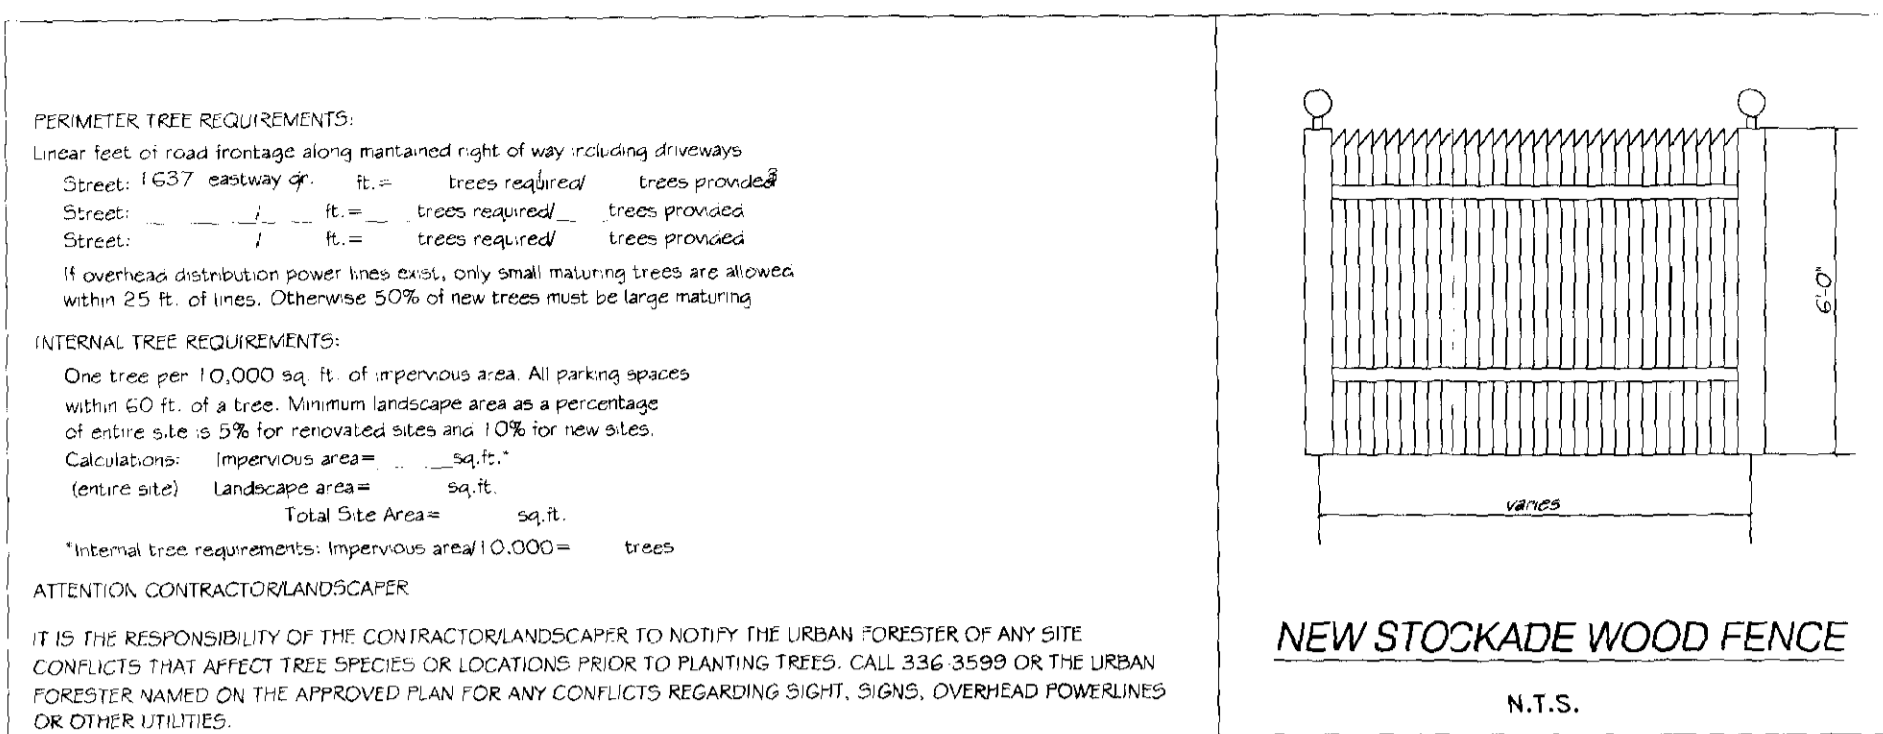 PERIMETER TREE REQUIREMENTS:
Linear feet of road frontage along mantained right of way including driveways
Street: 1637 eastway dr. ft.= trees required/ trees provided 3
Street: ___ / ___ ft.=__ trees required/__ trees provided
Street: / ft.= trees required/ trees provided
If overhead distribution power lines exist, only small maturing trees are allowed
within 25 ft. of lines. Otherwise 50% of new trees must be large maturing
INTERNAL TREE REQUIREMENTS:
One tree per 10,000 sq. ft. of impervious area. All parking spaces
within 60 ft. of a tree. Minimum landscape area as a percentage
of entire site is 5% for renovated sites and 10% for new sites.
Calculations: Impervious area= __sq.ft.*
(entire site) Landscape area= sq.ft.
Total Site Area= sq.ft.
*Internal tree requirements: Impervious area/10.000= trees
ATTENTION CONTRACTOR/LANDSCAPER
IT IS THE RESPONSIBILITY OF THE CONTRACTOR/LANDSCAPER TO NOTIFY THE URBAN FORESTER OF ANY SITE
CONFLICTS THAT AFFECT TREE SPECIES OR LOCATIONS PRIOR TO PLANTING TREES. CALL 336-3599 OR THE URBAN
FORESTER NAMED ON THE APPROVED PLAN FOR ANY CONFLICTS REGARDING SIGHT, SIGNS, OVERHEAD POWERLINES
OR OTHER UTILITIES.
6'-0"
varies
NEW STOCKADE WOOD FENCE
N.T.S.